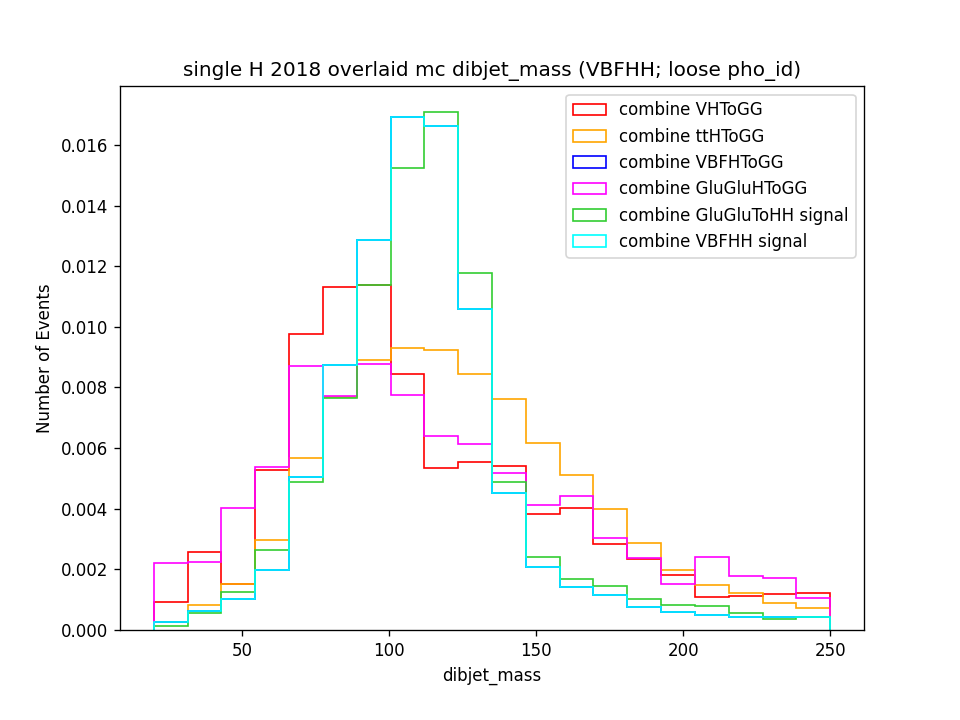 single H 2018 overlaid mc dibjet_mass (VBFHH; loose pho_id)
combine VHToGG
combine ttHToGG
combine VBFHToGG
combine GluGluHToGG
combine GluGluToHH signal
combine VBFHH signal
Number of Events
0.016
0.014
0.012
0.010
0.008
0.006
0.004
0.002
0.000
50
100
150
200
250
dibjet_mass